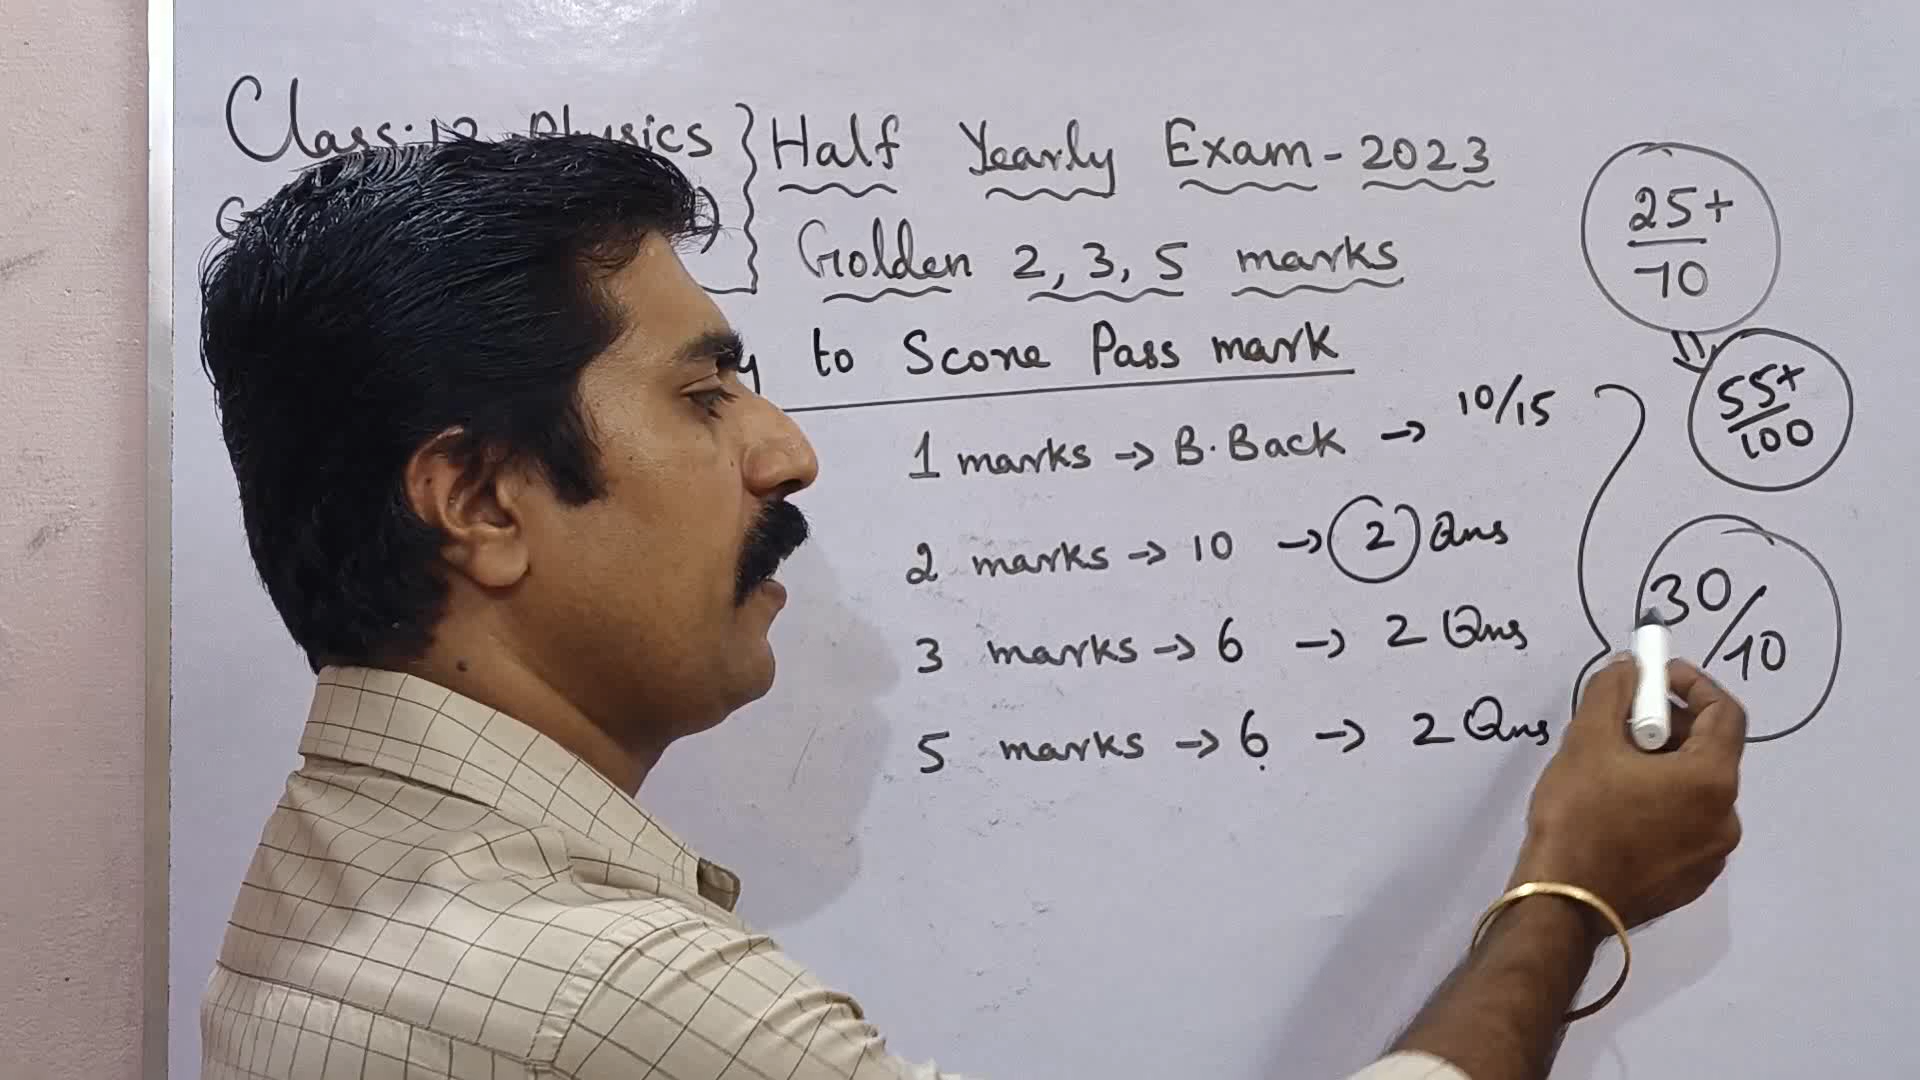 Class:12 Physics } Half Yearly Exam - 2023
Golden 2, 3, 5 marks
to Score Pass mark
1 marks → B.Back → 10/15
2 marks → 10 → 2 Qns
3 marks → 6 → 2 Qns
5 marks → 6 → 2 Qns
25+
70
55+
100
30/70